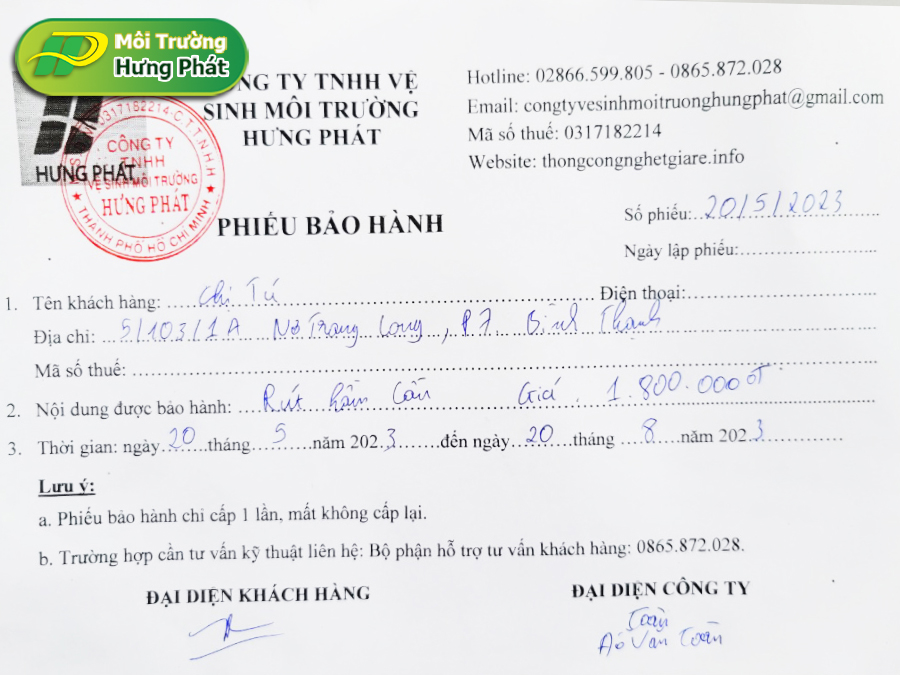 Môi Trường
Hưng Phát
CÔNG TY TNHH VỆ
SINH MÔI TRƯỜNG
HƯNG PHÁT
HƯNG PHÁT
M.S. 0317182214-C.T.T.N.H.H
CÔNG TY
TNHH
VỆ SINH MÔI TRƯỜNG
HƯNG PHÁT
THÀNH PHỐ HỒ CHÍ MINH
Hotline: 02866.599.805 - 0865.872.028
Email: congtyvesinhmoitruonghungphat@gmail.com
Mã số thuế: 0317182214
Website: thongcongnghetgiare.info
PHIẾU BẢO HÀNH
Số phiếu: 20/5/2023
Ngày lập phiếu:
1. Tên khách hàng: Chị Tú Điện thoại:
Địa chỉ: 5/103/1A Nơ Trang Long, P7 Bình Thạnh
Mã số thuế:
2. Nội dung được bảo hành: Rút hầm Cầu Giá. 1.800.000đ
3. Thời gian: ngày 20 tháng 5 năm 2023 đến ngày 20 tháng 8 năm 2023
Lưu ý:
a. Phiếu bảo hành chỉ cấp 1 lần, mất không cấp lại.
b. Trường hợp cần tư vấn kỹ thuật liên hệ: Bộ phận hỗ trợ tư vấn khách hàng: 0865.872.028.
ĐẠI DIỆN KHÁCH HÀNG
ĐẠI DIỆN CÔNG TY
Toàn
Văn Toàn